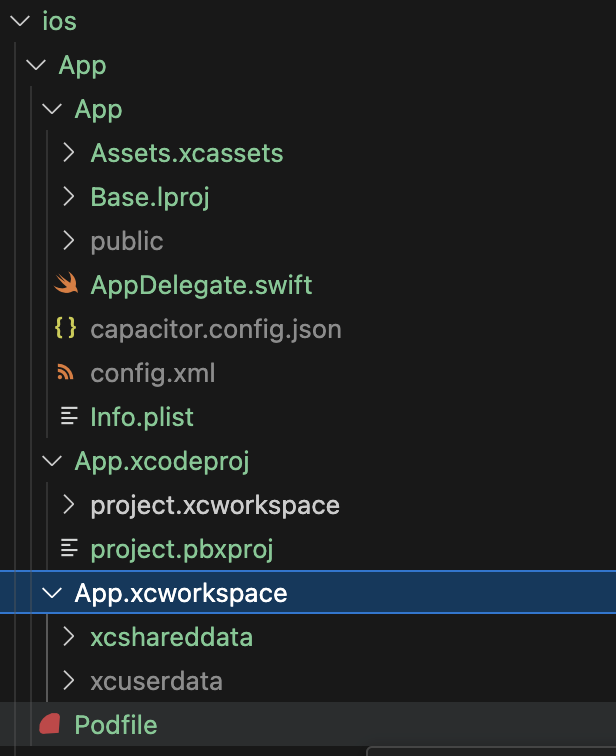 ios
App
App
Assets.xcassets
Base.lproj
public
AppDelegate.swift
{} capacitor.config.json
config.xml
Info.plist
App.xcodeproj
project.xcworkspace
project.pbxproj
App.xcworkspace
xcshareddata
xcuserdata
Podfile